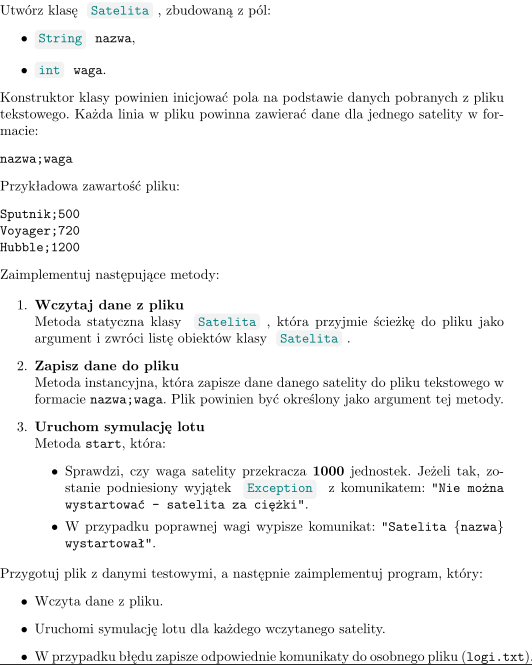 Utwórz klasę Satelita , zbudowaną z pól:
• String nazwa,
• int waga.
Konstruktor klasy powinien inicjować pola na podstawie danych pobranych z pliku
tekstowego. Każda linia w pliku powinna zawierać dane dla jednego satelity w for-
macie:
nazwa;waga
Przykładowa zawartość pliku:
Sputnik;500
Voyager;720
Hubble;1200
Zaimplementuj następujące metody:
1. Wczytaj dane z pliku
Metoda statyczna klasy Satelita , która przyjmie ścieżkę do pliku jako
argument i zwróci listę obiektów klasy Satelita .
2. Zapisz dane do pliku
Metoda instancyjna, która zapisze dane danego satelity do pliku tekstowego w
formacie nazwa;waga. Plik powinien być określony jako argument tej metody.
3. Uruchom symulację lotu
Metoda start, która:
• Sprawdzi, czy waga satelity przekracza 1000 jednostek. Jeżeli tak, zo-
stanie podniesiony wyjątek Exception z komunikatem: "Nie można
wystartować - satelita za ciężki".
• W przypadku poprawnej wagi wypisze komunikat: "Satelita {nazwa}
wystartował".
Przygotuj plik z danymi testowymi, a następnie zaimplementuj program, który:
• Wczyta dane z pliku.
• Uruchomi symulację lotu dla każdego wczytanego satelity.
• W przypadku błędu zapisze odpowiednie komunikaty do osobnego pliku (logi.txt).